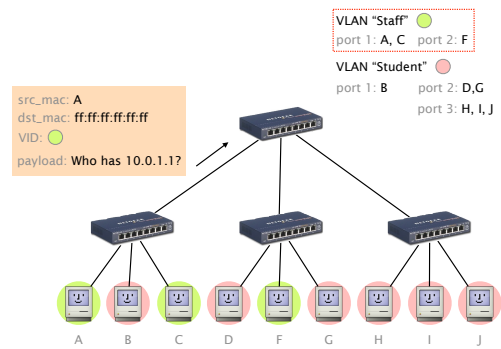 VLAN “Staff”
port 1: A, C port 2: F
VLAN “Student”
port 1: B port 2: D,G
port 3: H, I, J
src_mac: A
dst_mac: ff:ff:ff:ff:ff:ff
VID:
payload: Who has 10.0.1.1?
A B C D F G H I J